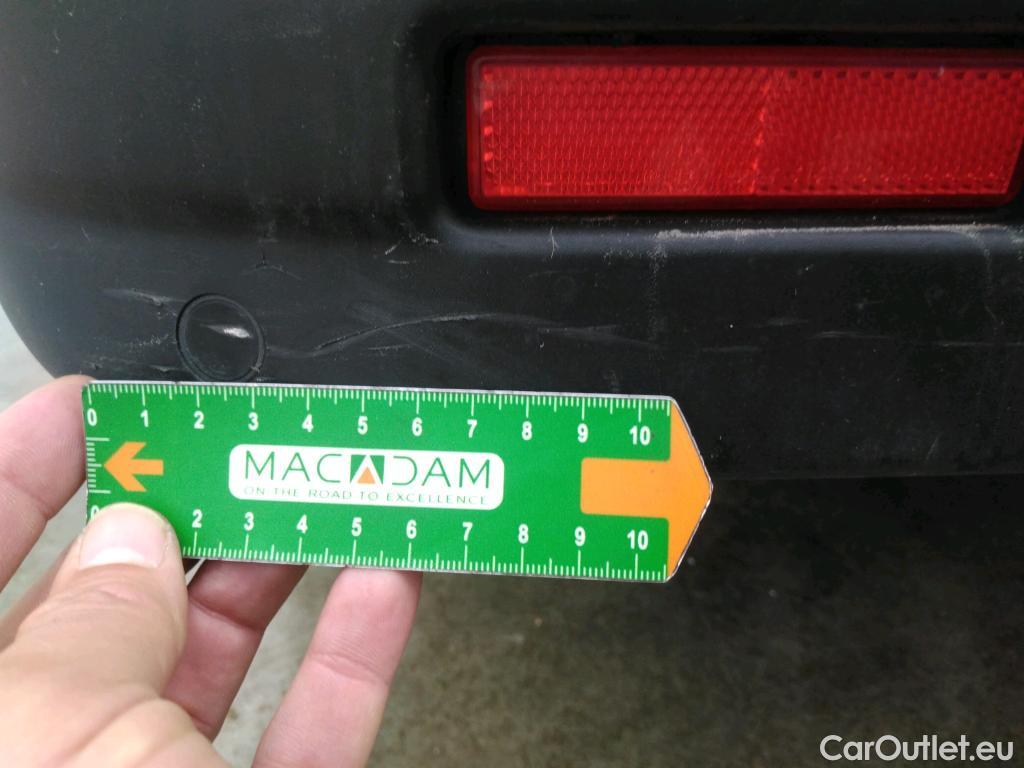 0 1 2 3 4 5 6 7 8 9 10
MACADAM
ON THE ROAD TO EXCELLENCE
0 2 3 4 5 6 7 8 9 10
CarOutlet.eu